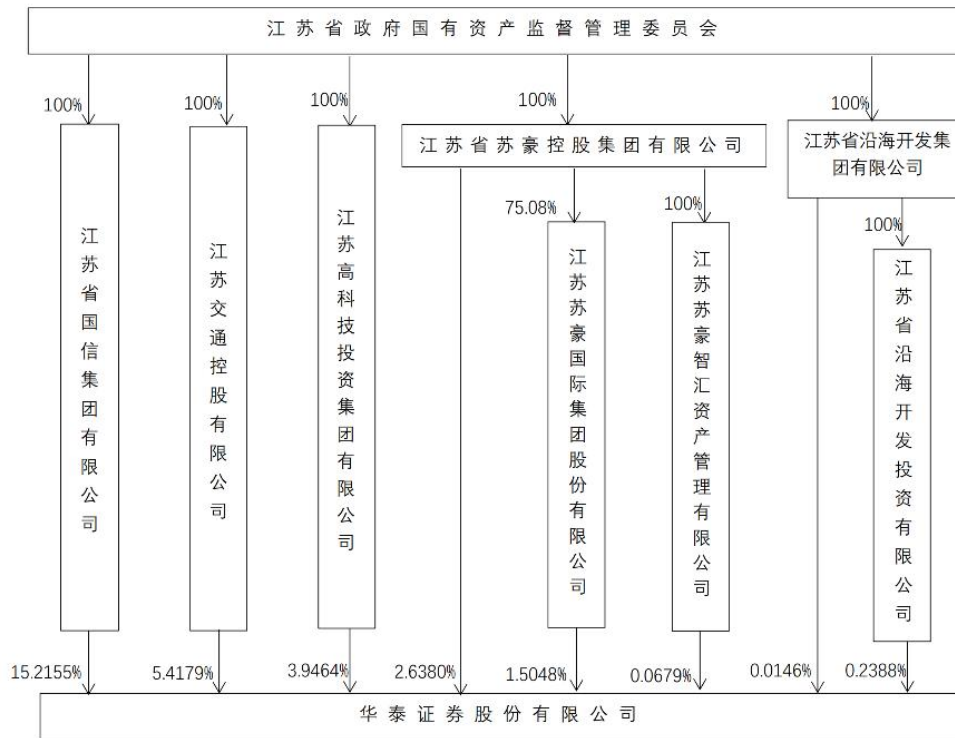 江苏省政府国有资产监督管理委员会
100%
100%
100%
100%
100%
江苏省苏豪控股集团有限公司
江苏省沿海开发集
团有限公司
75.08%
100%
100%
江苏省国信集团有限公司
江苏交通控股有限公司
江苏高科技投资集团有限公司
江苏苏豪国际集团股份有限公司
江苏苏豪智汇资产管理有限公司
江苏省沿海开发投资有限公司
15.2155%
5.4179%
3.9464%
2.6380%
1.5048%
0.0679%
0.0146%
0.2388%
华泰证券股份有限公司